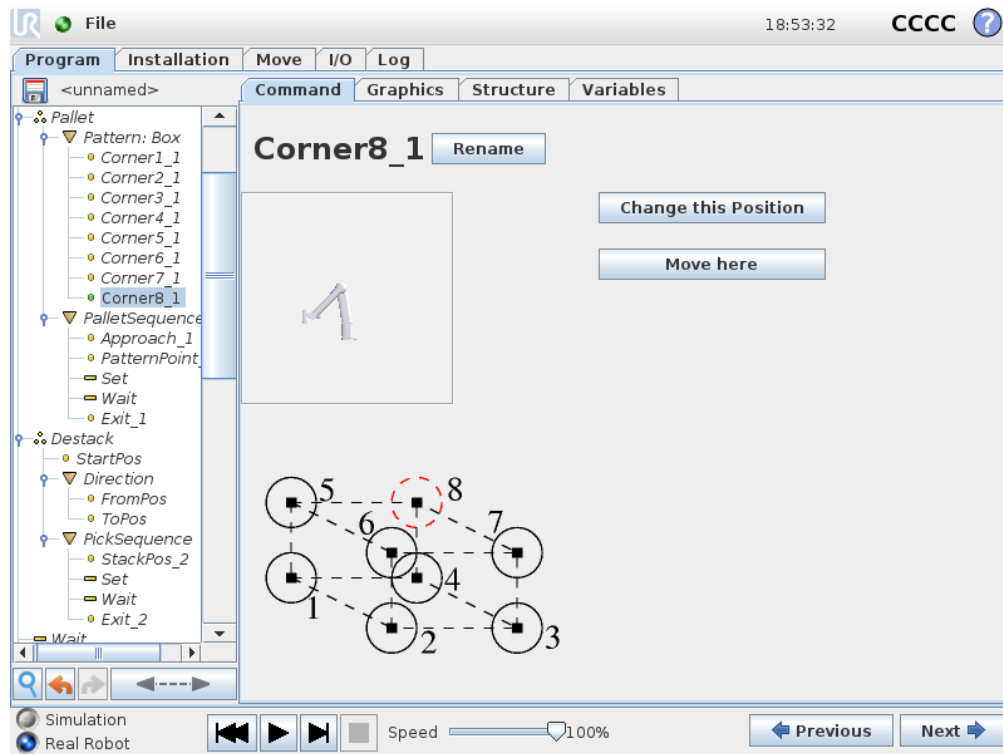 UR File 18:53:32 CCCC ?
Program Installation Move I/O Log
<unnamed> Command Graphics Structure Variables
Pallet
Pattern: Box
Corner1_1
Corner2_1
Corner3_1
Corner4_1
Corner5_1
Corner6_1
Corner7_1
Corner8_1
PalletSequence
Approach_1
PatternPoint_
Set
Wait
Exit_1
Destack
StartPos
Direction
FromPos
ToPos
PickSequence
StackPos_2
Set
Wait
Exit_2
Wait
Corner8_1 Rename
Change this Position
Move here
5 8
6 7
1 4
2 3
Simulation
Real Robot
Speed 100%
Previous Next